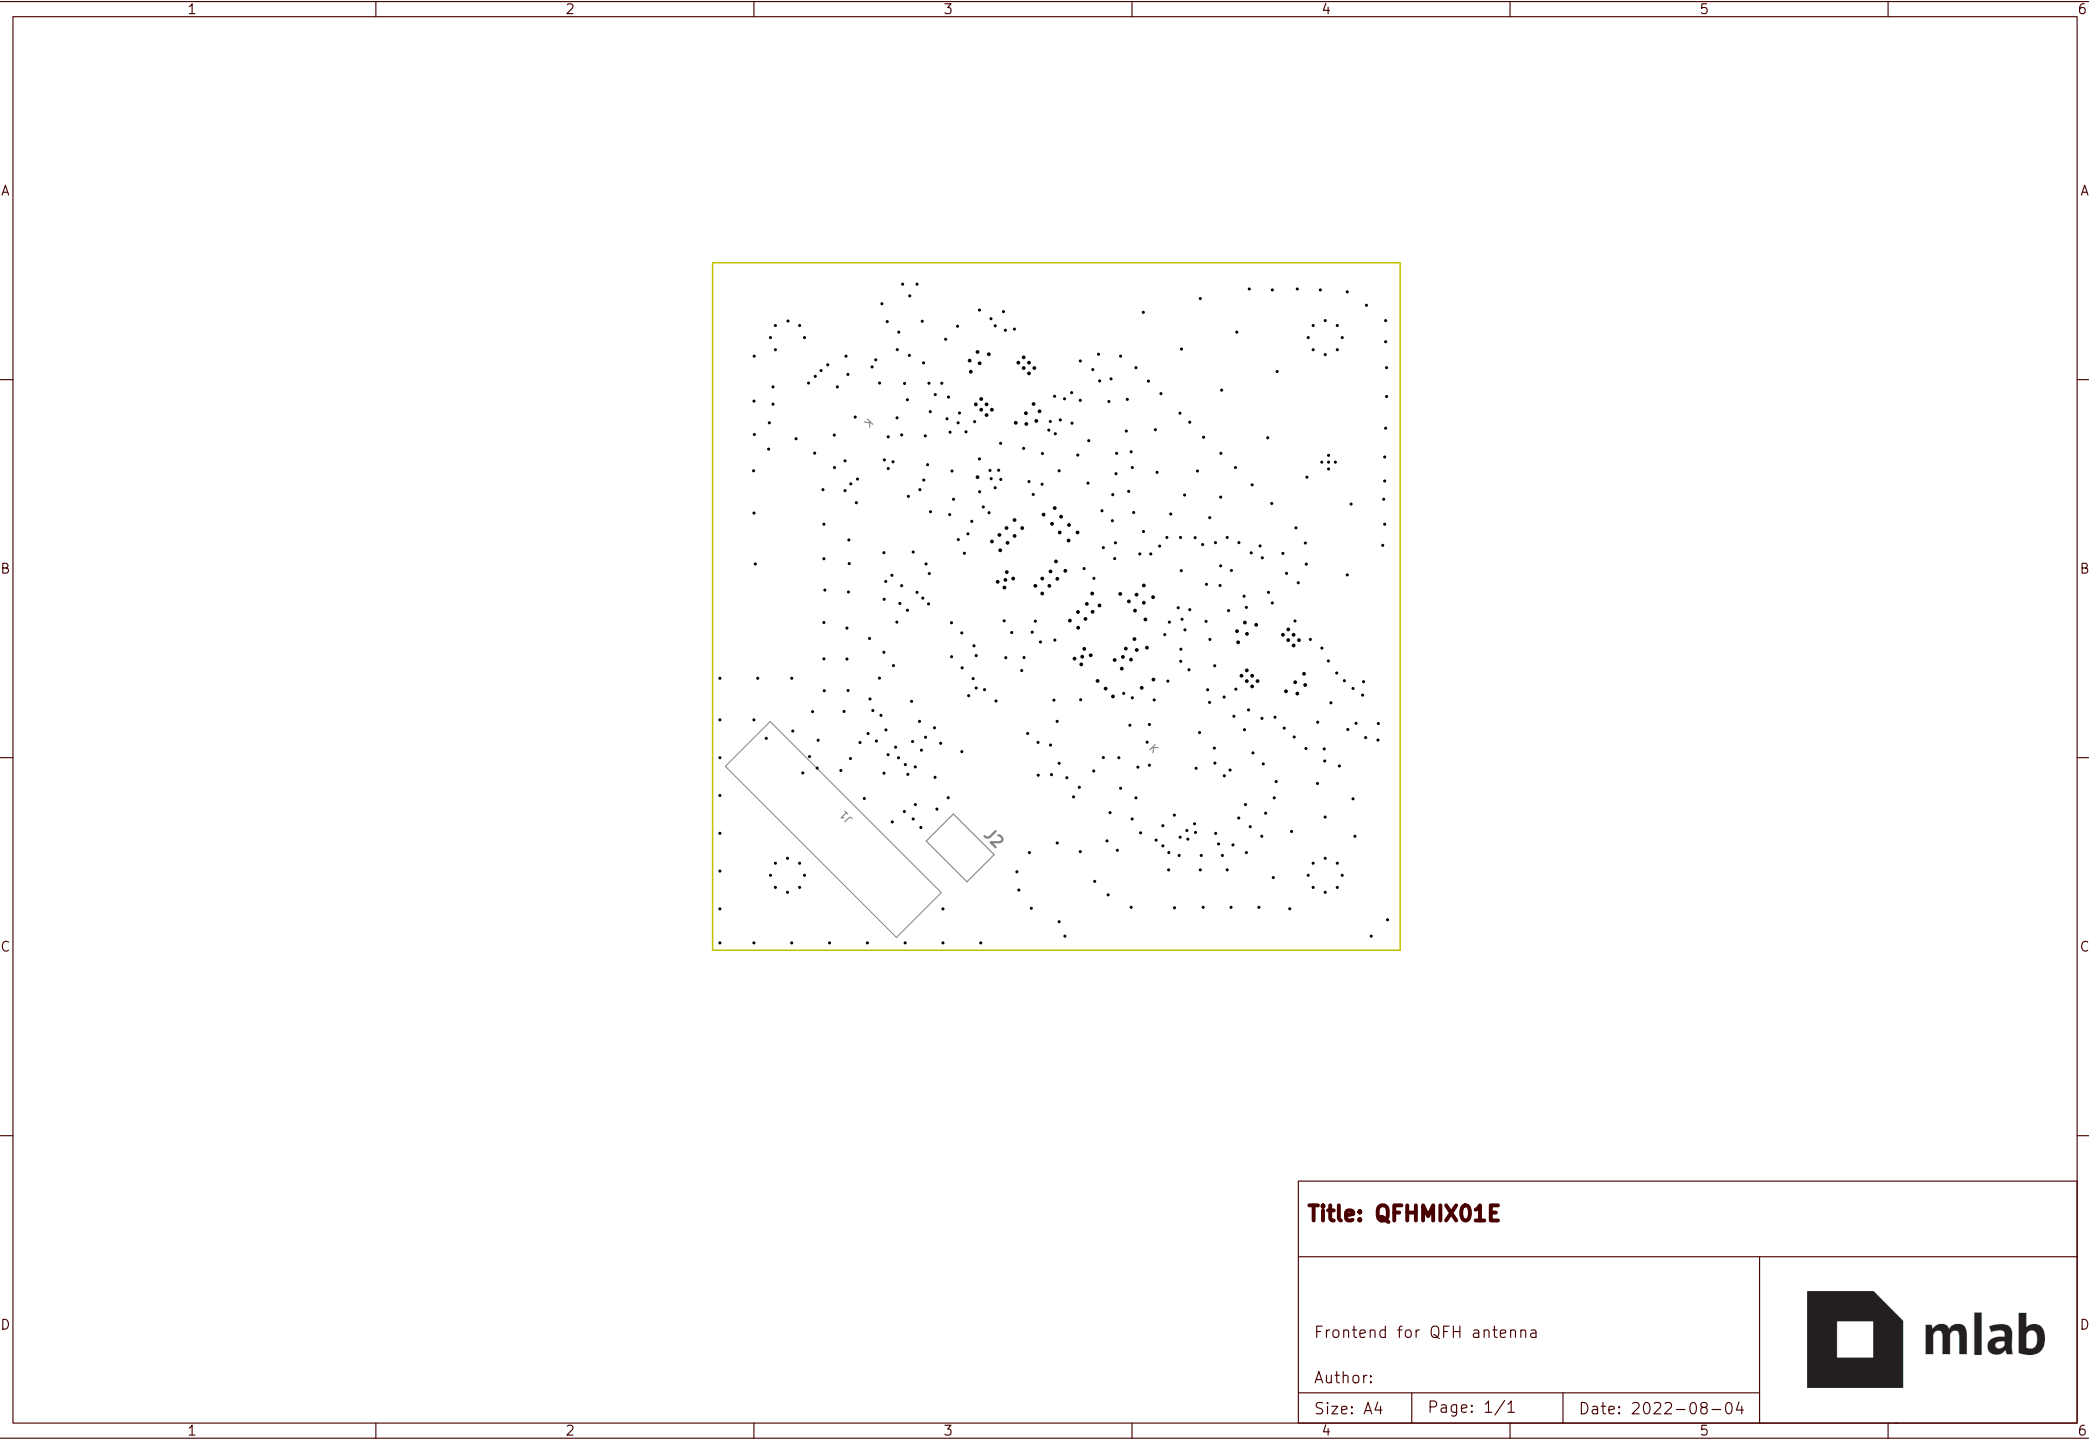 1 2 3 4 5 6
A A
K
B B
K
J1
J2
C C
Title: QFHMIX01E
Frontend for QFH antenna
mlab
D D
Author:
Size: A4 Page: 1/1 Date: 2022-08-04
1 2 3 4 5 6